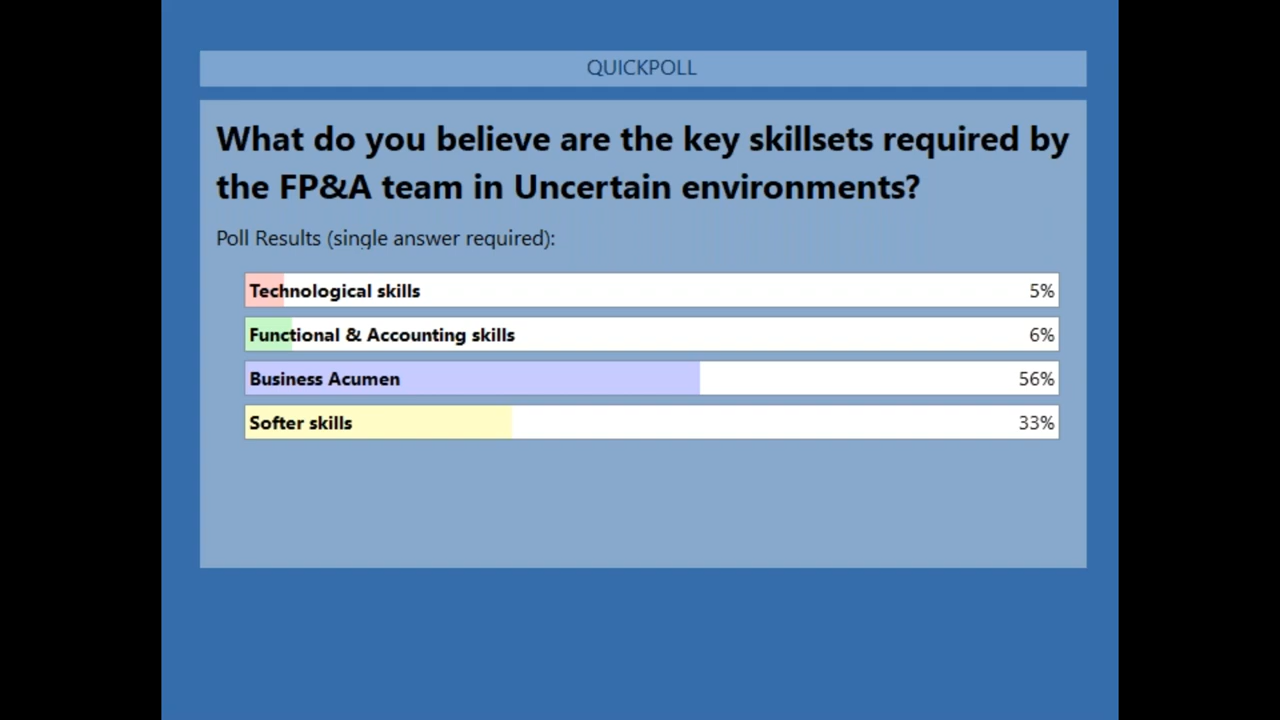 QUICKPOLL
What do you believe are the key skillsets required by
the FP&A team in Uncertain environments?
Poll Results (single answer required):
Technological skills 5%
Functional & Accounting skills 6%
Business Acumen 56%
Softer skills 33%